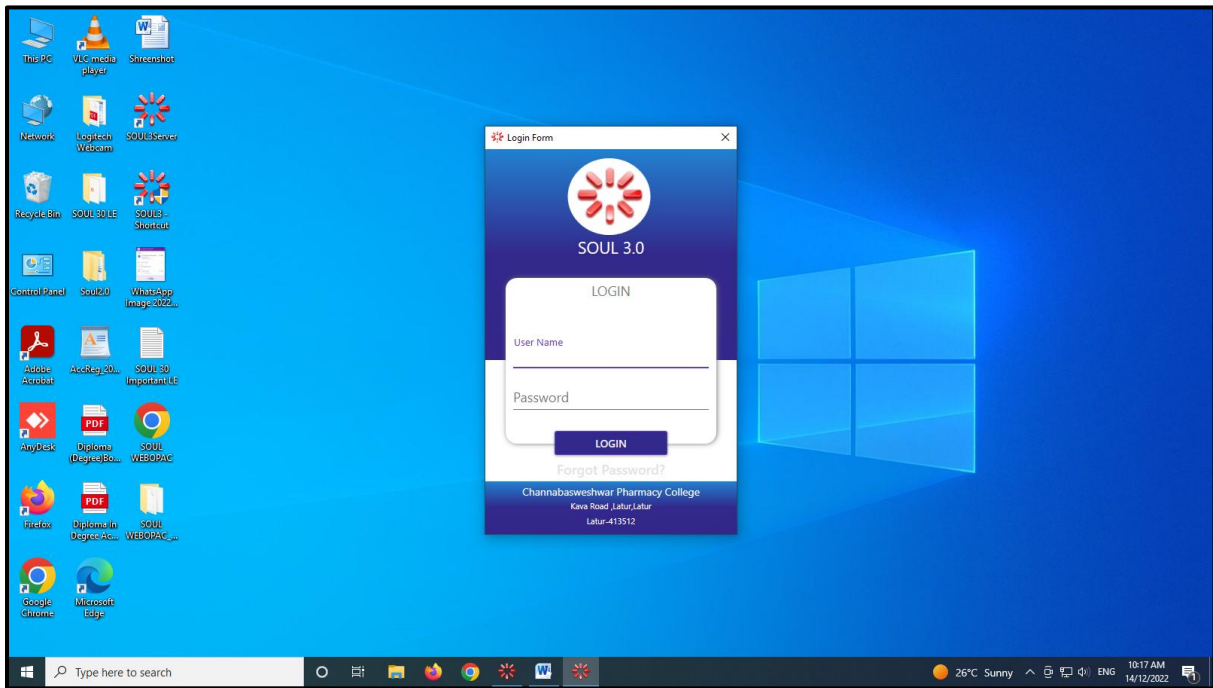 This PC
VLC media
player
Shreenshot
Network
Logitech
Webcam
SOUL3Server
Recycle Bin
SOUL 30 LE
SOUL3 -
Shortcut
Control Panel
Soul2.0
WhatsApp
Image 2022...
Adobe
Acrobat
AccReg_20...
SOUL 30
Important LE
AnyDesk
PDF
Diploma
(Degree)Bo...
SOUL
WEBOPAC
Firefox
PDF
Diploma In
Degree Ac...
SOUL
WEBOPAC_...
Google
Chrome
Microsoft
Edge
Login Form
SOUL 3.0
LOGIN
User Name
Password
LOGIN
Forgot Password?
Channabasweshwar Pharmacy College
Kava Road ,Latur,Latur
Latur-413512
Type here to search
26°C Sunny
ENG
10:17 AM
14/12/2022
1